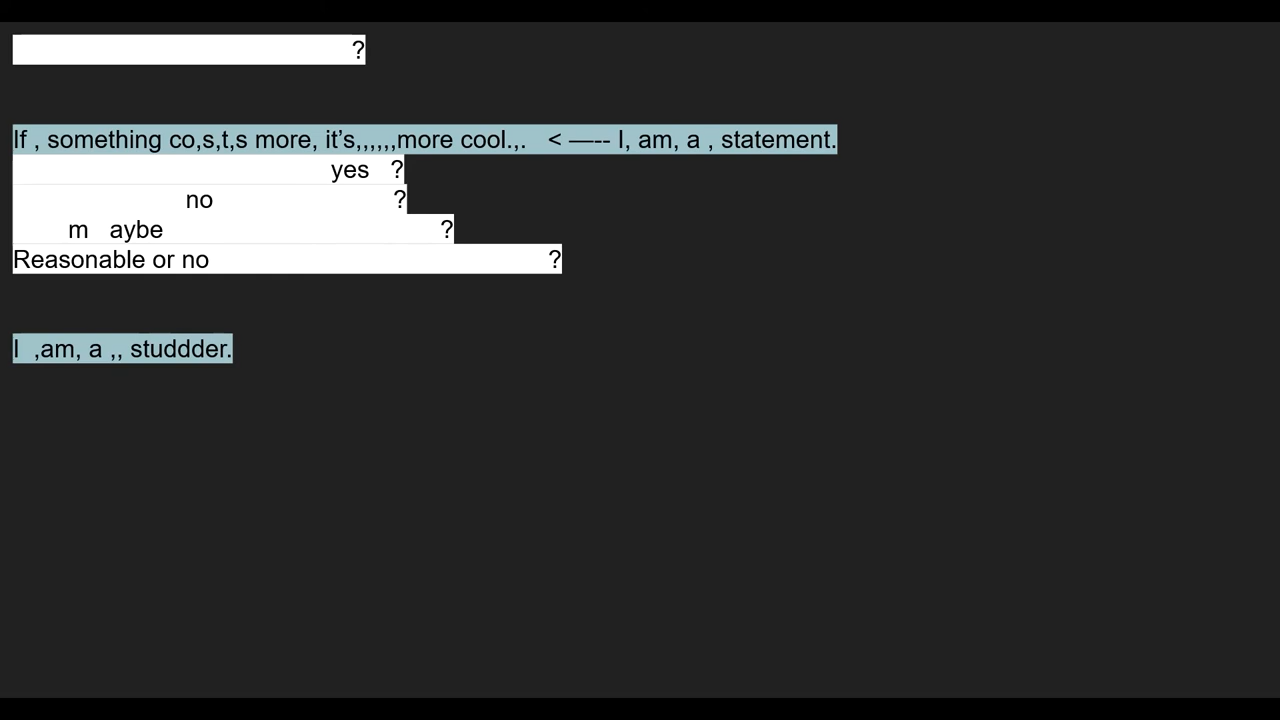 ?
If , something co,s,t,s more, it’s,,,,,,more cool.,. < —-- I, am, a , statement.
yes ?
no ?
m aybe ?
Reasonable or no ?
I ,am, a ,, studdder.